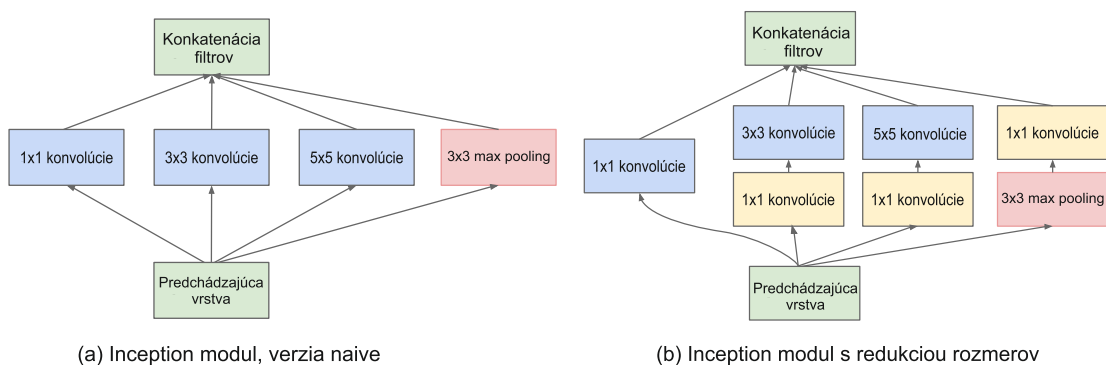 Konkatenácia
filtrov
1x1 konvolúcie
3x3 konvolúcie
5x5 konvolúcie
3x3 max pooling
Predchádzajúca
vrstva
(a) Inception modul, verzia naive
Konkatenácia
filtrov
3x3 konvolúcie
5x5 konvolúcie
1x1 konvolúcie
1x1 konvolúcie
1x1 konvolúcie
1x1 konvolúcie
3x3 max pooling
Predchádzajúca
vrstva
(b) Inception modul s redukciou rozmerov